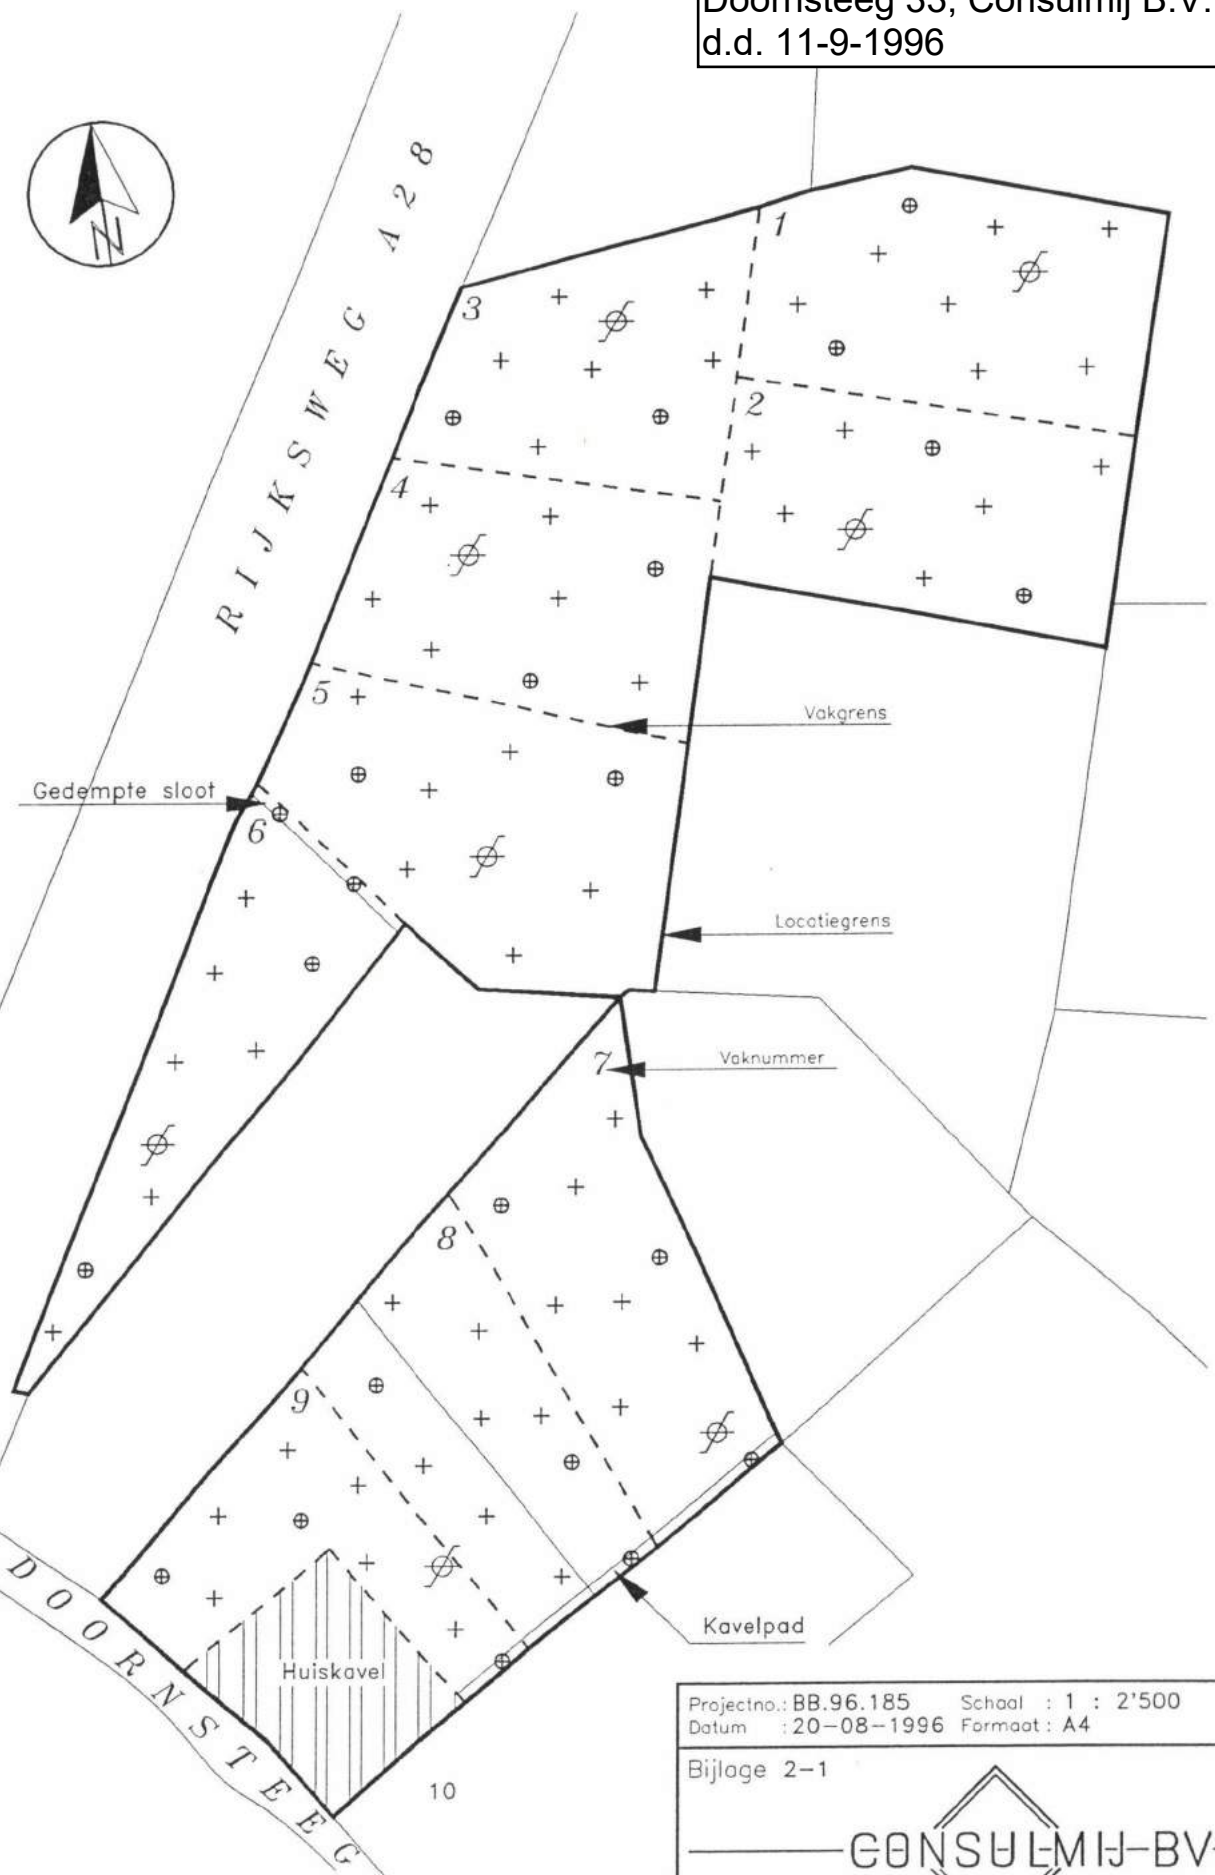 Doornsteeg 33, Consulmij B.V.
d.d. 11-9-1996
N
RIJKSWEG A28
1
3
2
4
5
Vakgrens
Gedempte sloot
6
Locatiegrens
7
Vaknummer
8
9
Kavelpad
Huiskavel
DOORNSTEEG
10
Projectno.: BB.96.185 Schaal : 1 : 2'500
Datum : 20-08-1996 Formaat : A4
Bijlage 2-1
CONSULMIJ BV